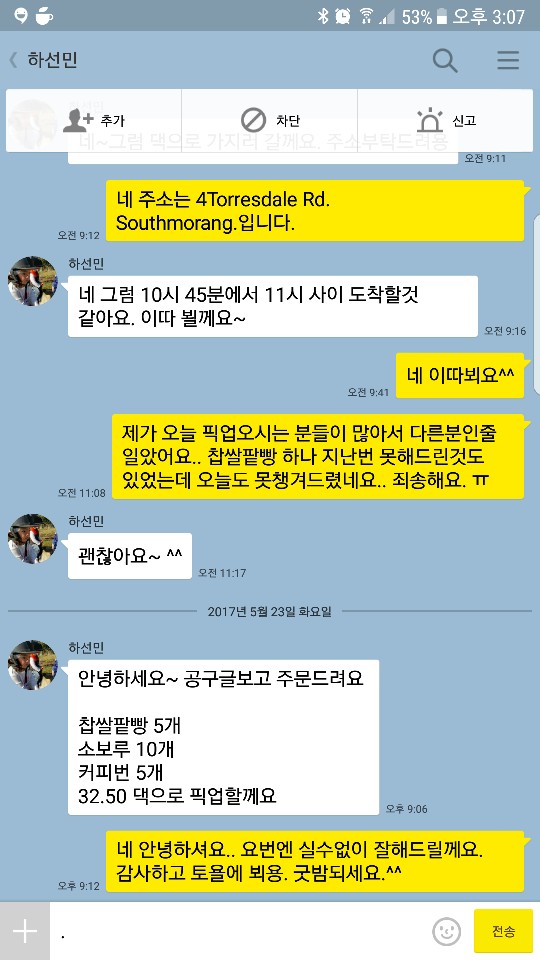 53% 오후 3:07
하선민
추가 차단 신고
하선민
네~그럼 댁으로 가지리 갈께요. 주소부탁드려용
오전 9:11
네 주소는 4Torresdale Rd.
Southmorang.입니다.
오전 9:12
하선민
네 그럼 10시 45분에서 11시 사이 도착할것
같아요. 이따 뵐께요~
오전 9:16
네 이따뵈요^^
오전 9:41
제가 오늘 픽업오시는 분들이 많아서 다른분인줄
일았어요.. 찹쌀팥빵 하나 지난번 못해드린것도
있었는데 오늘도 못챙겨드렸네요.. 죄송해요. ㅠ
오전 11:08
하선민
괜찮아요~ ^^
오전 11:17
2017년 5월 23일 화요일
하선민
안녕하세요~ 공구글보고 주문드려요
찹쌀팥빵 5개
소보루 10개
커피번 5개
32.50 댁으로 픽업할께요
오후 9:06
네 안녕하셔요.. 요번엔 실수없이 잘해드릴께요.
감사하고 토욜에 뵈용. 굿밤되세요.^^
오후 9:12
.
전송